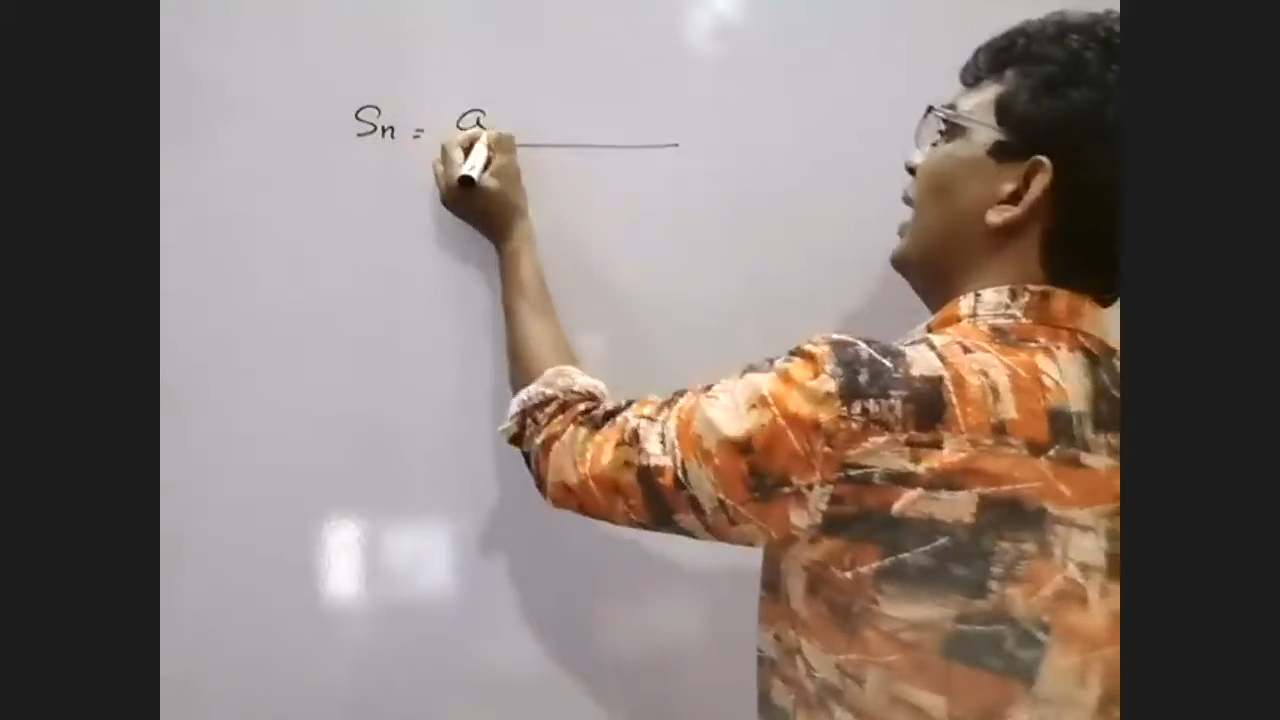 Sn = a